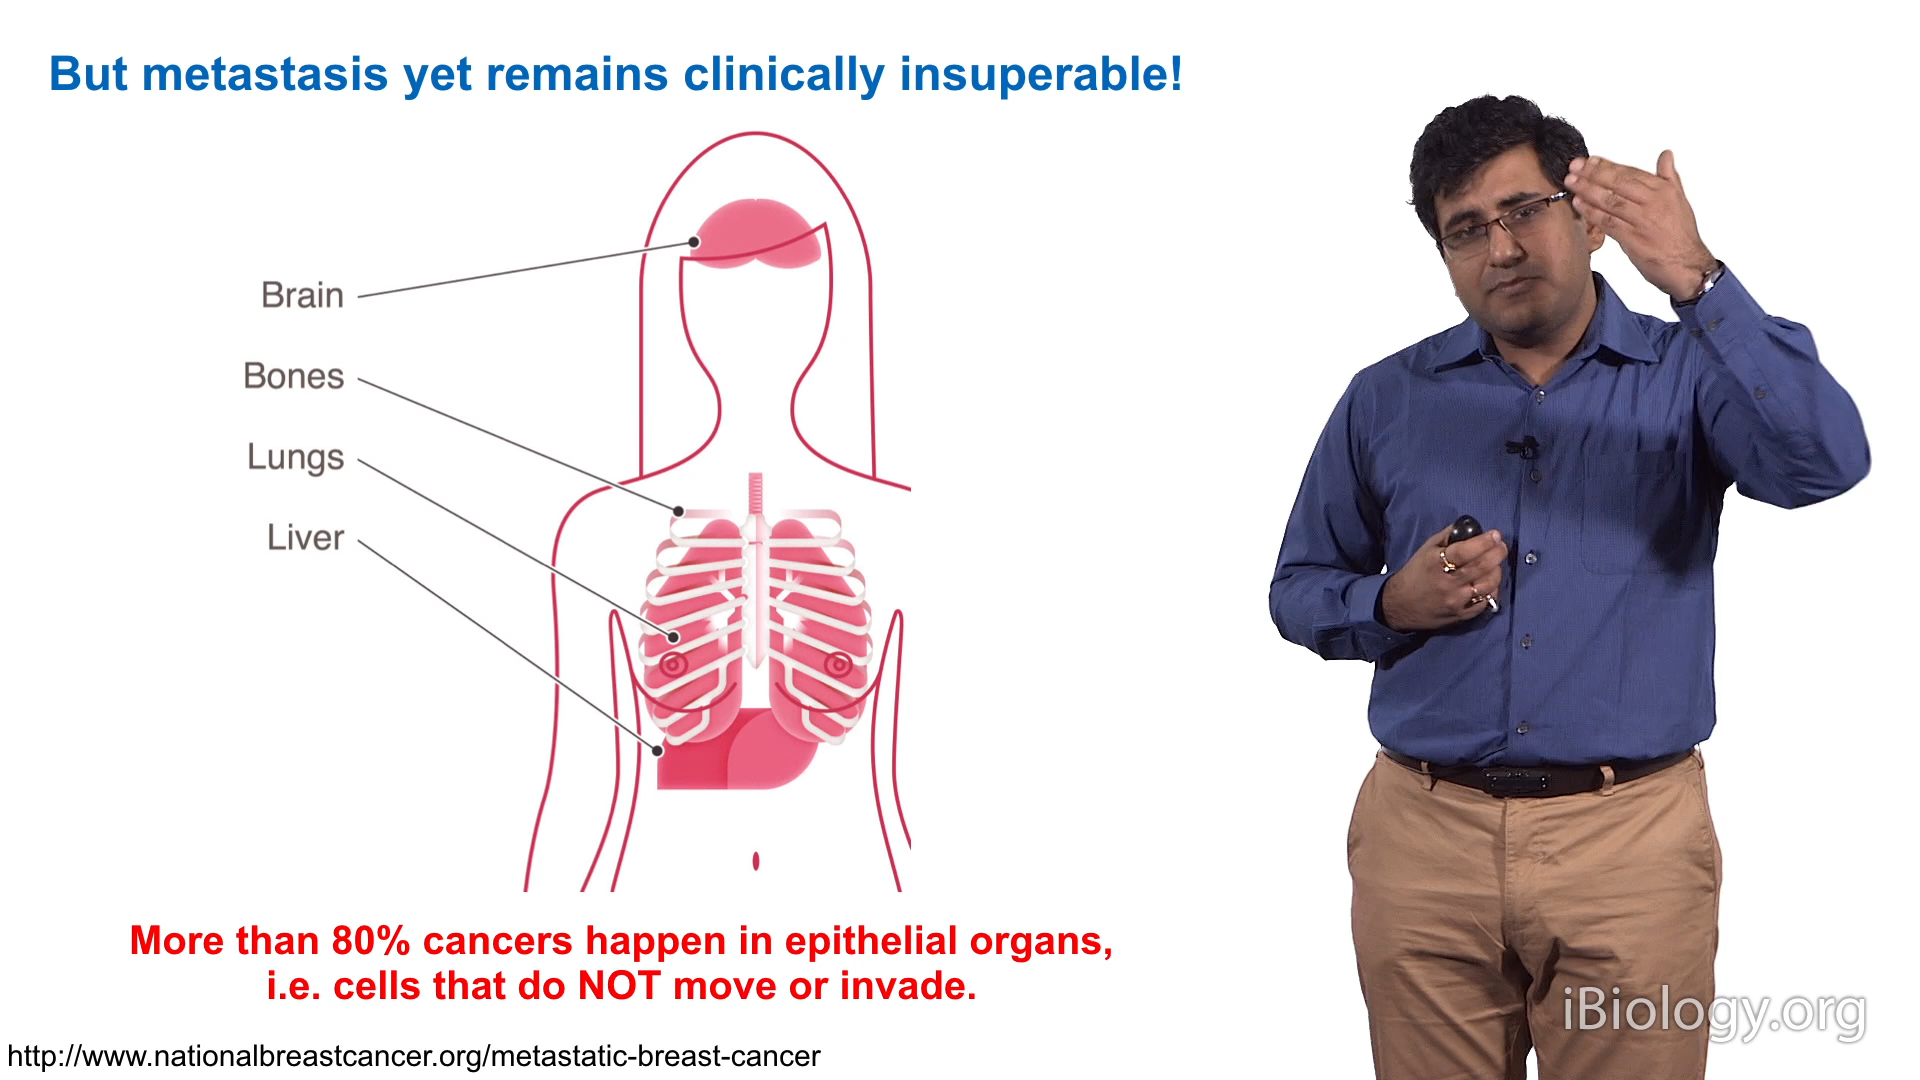 But metastasis yet remains clinically insuperable!
Brain
Bones
Lungs
Liver
More than 80% cancers happen in epithelial organs,
i.e. cells that do NOT move or invade.
iBiology.org
http://www.nationalbreastcancer.org/metastatic-breast-cancer